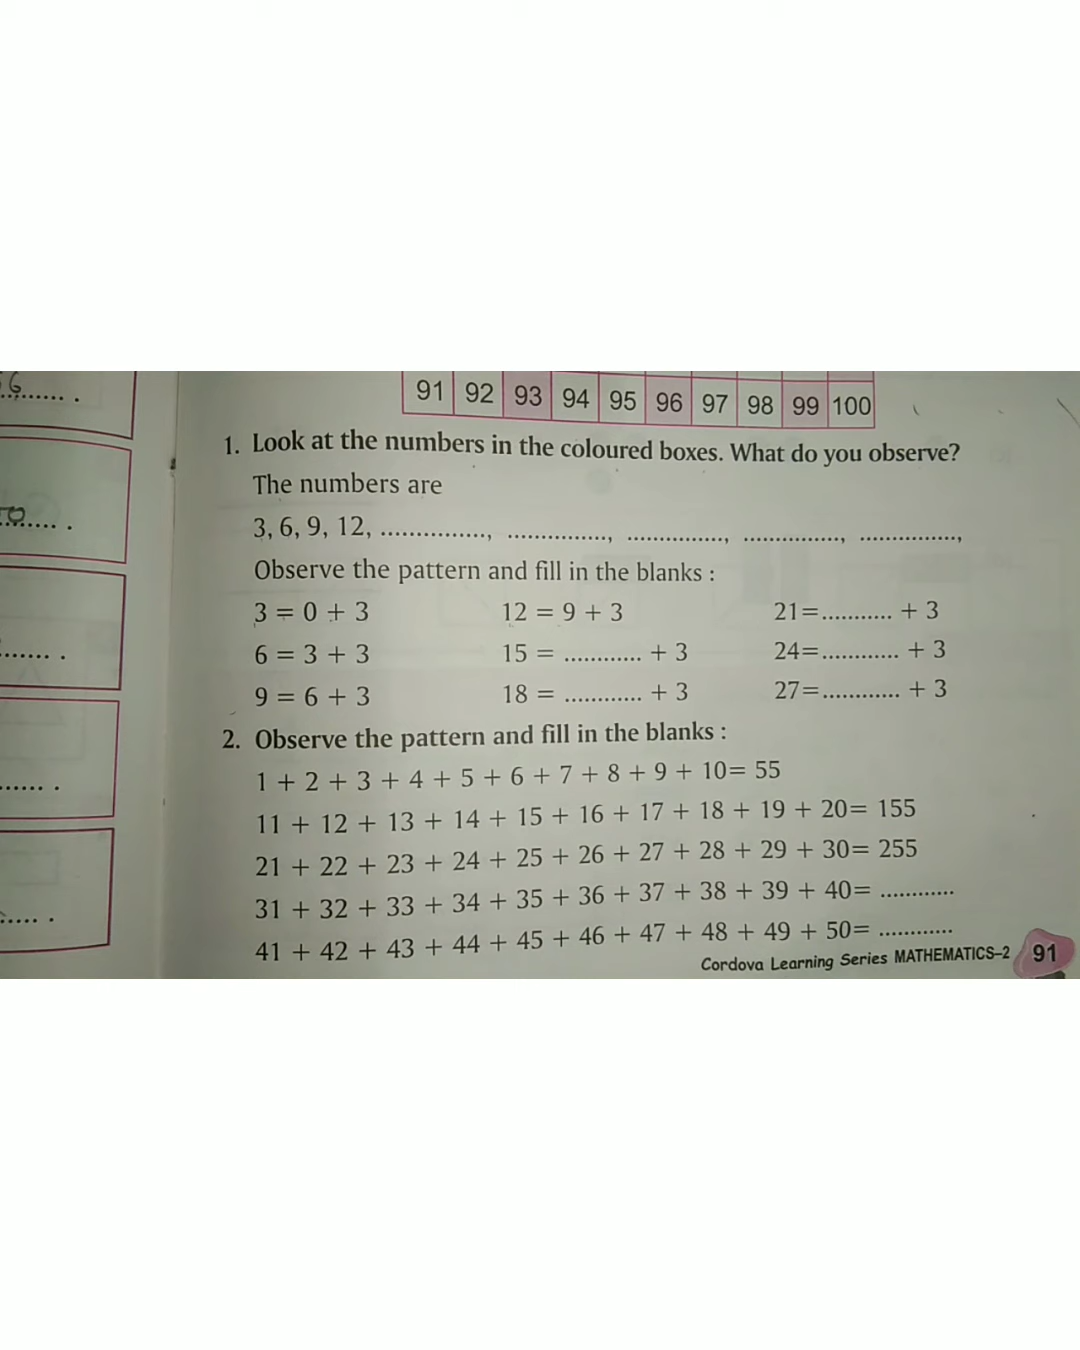 6........ .
91 92 93 94 95 96 97 98 99 100
1. Look at the numbers in the coloured boxes. What do you observe?
The numbers are
3, 6, 9, 12, ..............., ..............., ..............., ..............., ...............,
Observe the pattern and fill in the blanks :
3 = 0 + 3 12 = 9 + 3 21=........... + 3
6 = 3 + 3 15 = ............ + 3 24=............ + 3
9 = 6 + 3 18 = ............ + 3 27=............ + 3
2. Observe the pattern and fill in the blanks :
1 + 2 + 3 + 4 + 5 + 6 + 7 + 8 + 9 + 10= 55
11 + 12 + 13 + 14 + 15 + 16 + 17 + 18 + 19 + 20= 155
21 + 22 + 23 + 24 + 25 + 26 + 27 + 28 + 29 + 30= 255
31 + 32 + 33 + 34 + 35 + 36 + 37 + 38 + 39 + 40= ............
41 + 42 + 43 + 44 + 45 + 46 + 47 + 48 + 49 + 50= ............
Cordova Learning Series MATHEMATICS–2 91